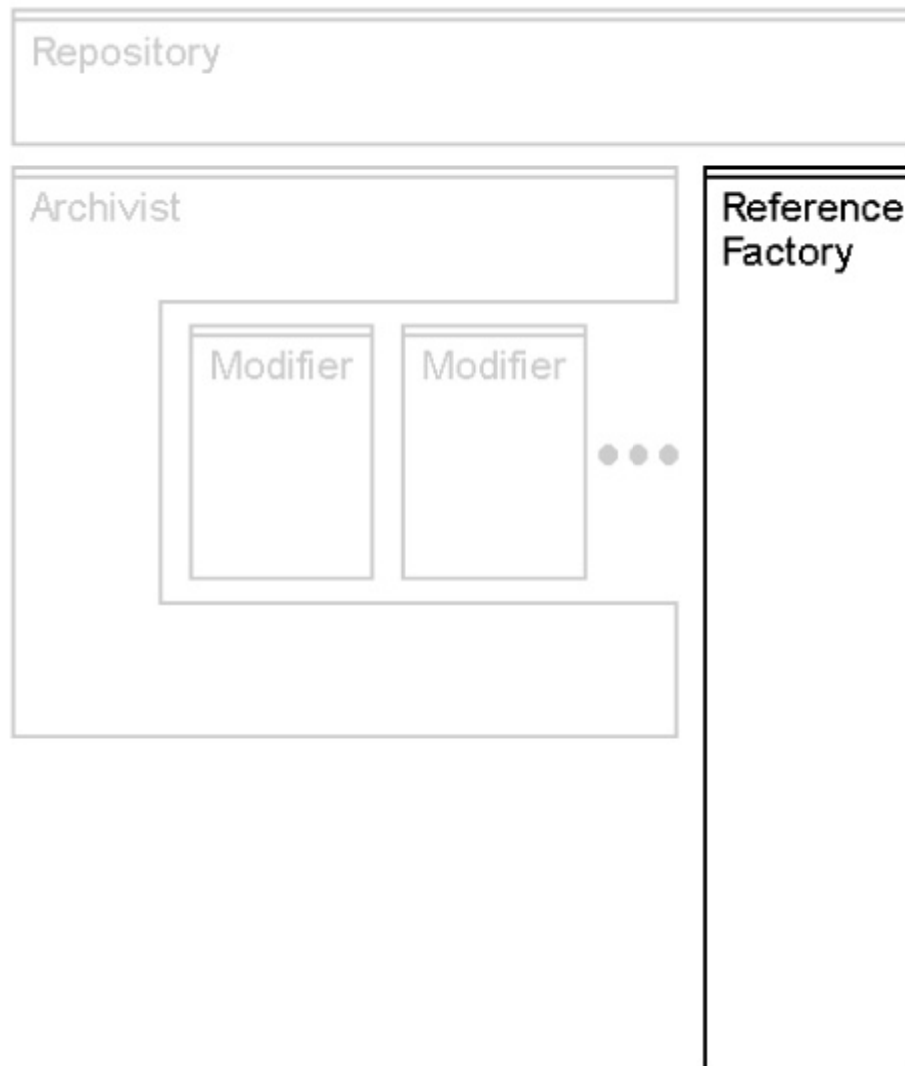 Repository
Archivist
Reference
Factory
Modifier
Modifier